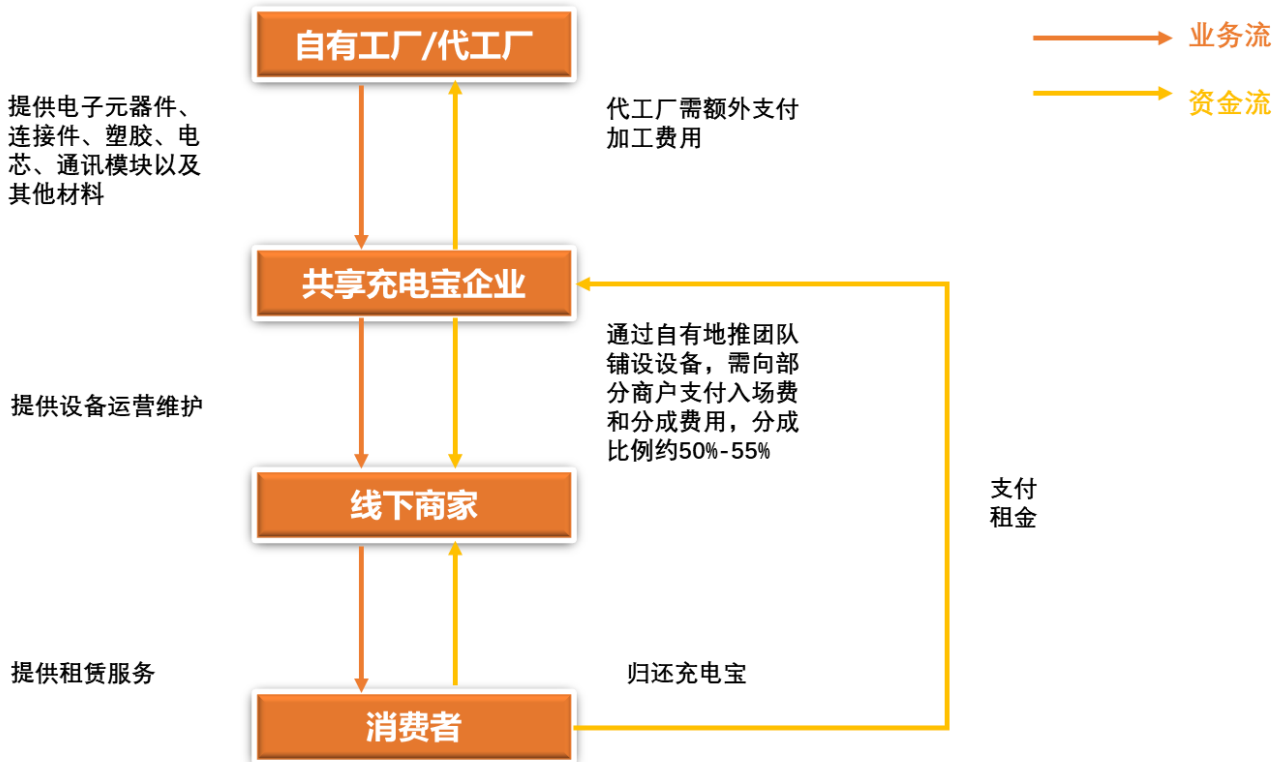 自有工厂/代工厂
业务流
资金流
提供电子元器件、
连接件、塑胶、电
芯、通讯模块以及
其他材料
代工厂需额外支付
加工费用
共享充电宝企业
通过自有地推团队
铺设设备，需向部
分商户支付入场费
和分成费用，分成
比例约50%-55%
提供设备运营维护
线下商家
支付
租金
提供租赁服务
归还充电宝
消费者